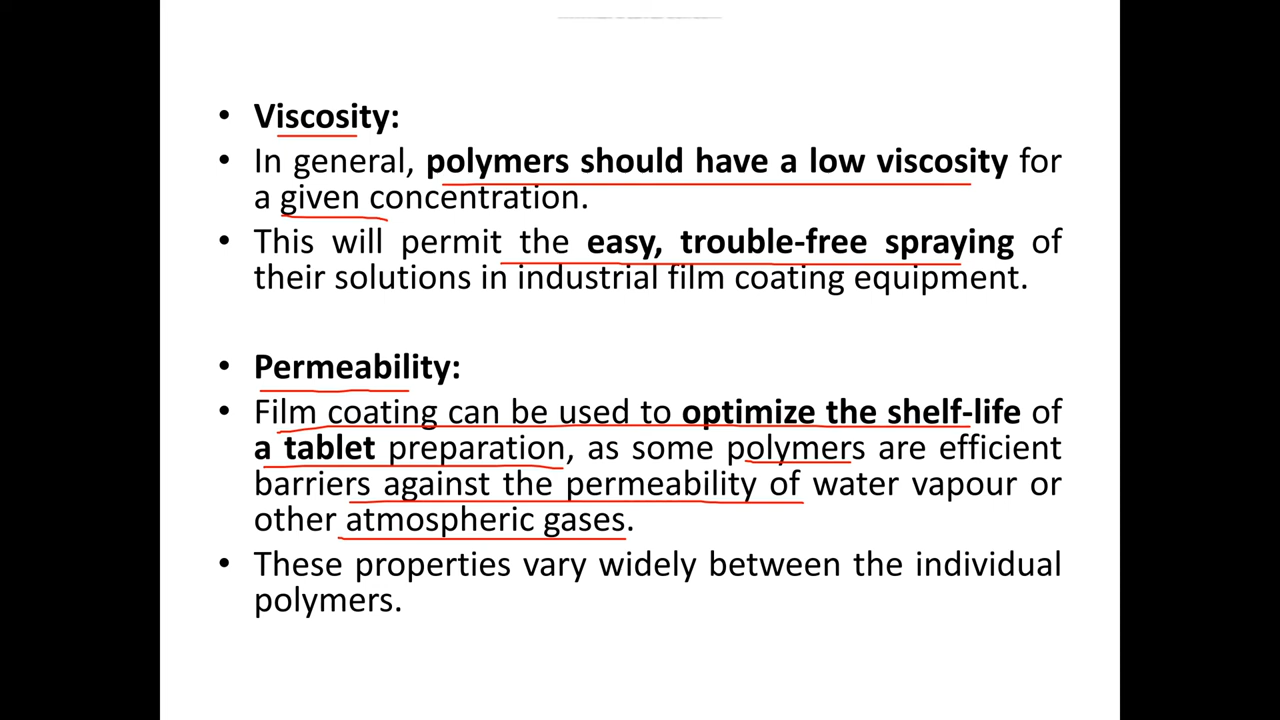 • Viscosity:
• In general, polymers should have a low viscosity for
a given concentration.
• This will permit the easy, trouble-free spraying of
their solutions in industrial film coating equipment.
• Permeability:
• Film coating can be used to optimize the shelf-life of
a tablet preparation, as some polymers are efficient
barriers against the permeability of water vapour or
other atmospheric gases.
• These properties vary widely between the individual
polymers.